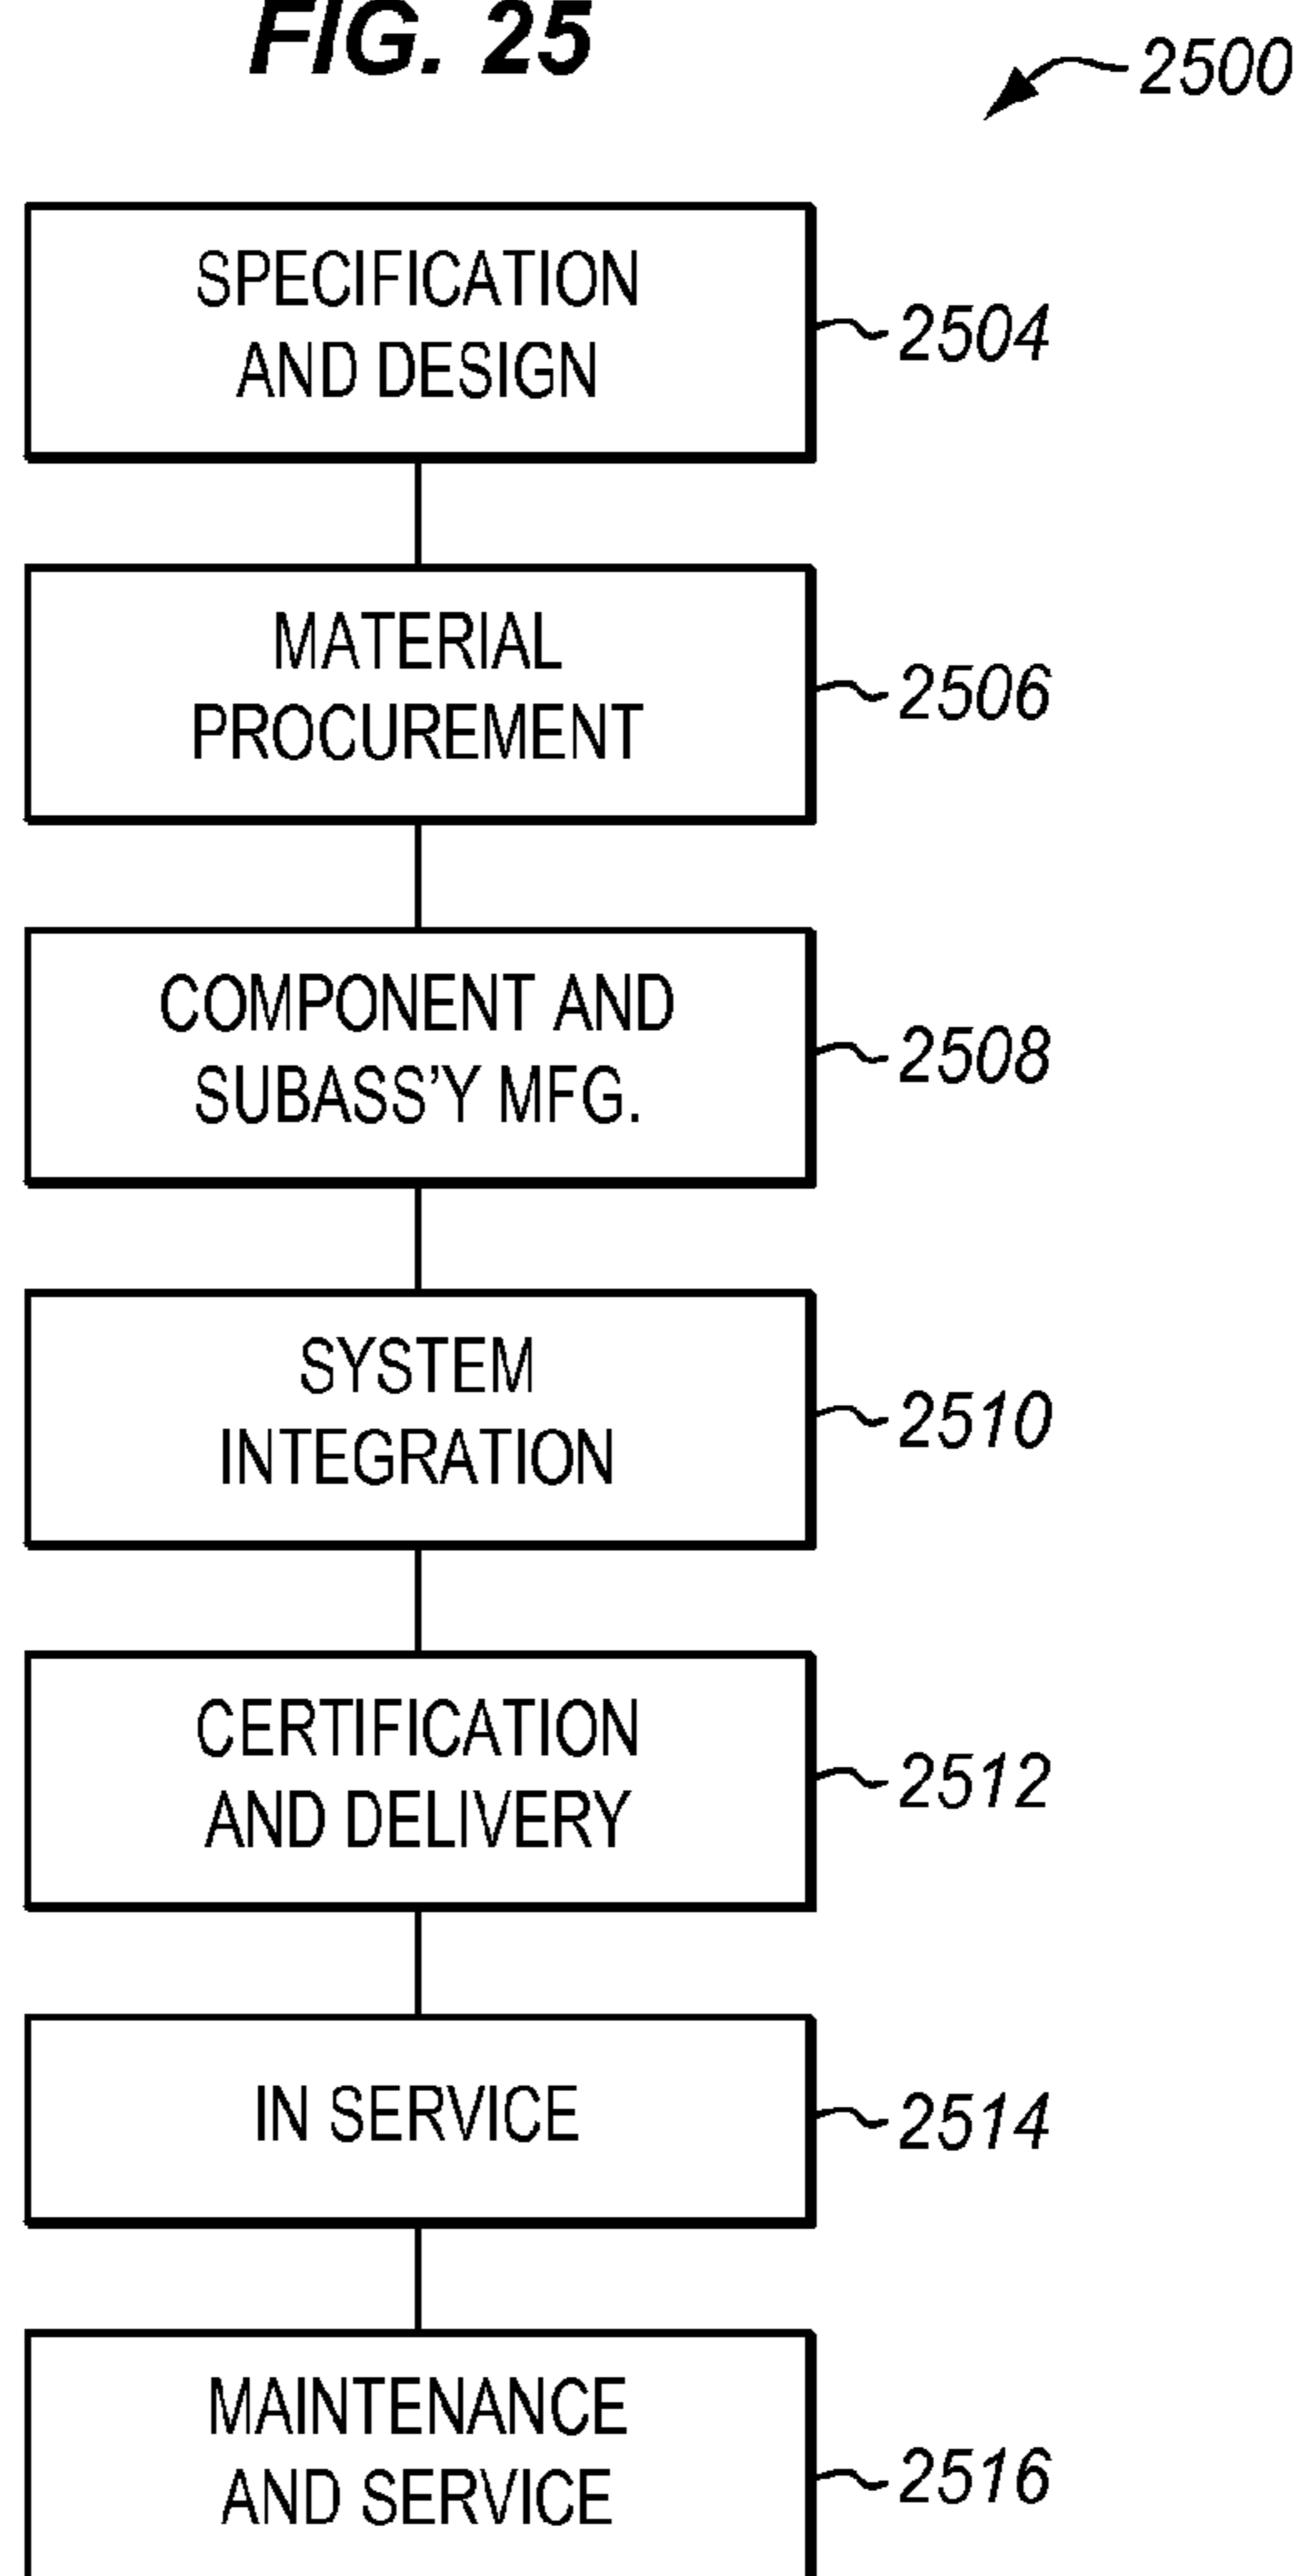 FIG. 25
2500
SPECIFICATION
AND DESIGN
2504
MATERIAL
PROCUREMENT
2506
COMPONENT AND
SUBASS’Y MFG.
2508
SYSTEM
INTEGRATION
2510
CERTIFICATION
AND DELIVERY
2512
IN SERVICE
2514
MAINTENANCE
AND SERVICE
2516